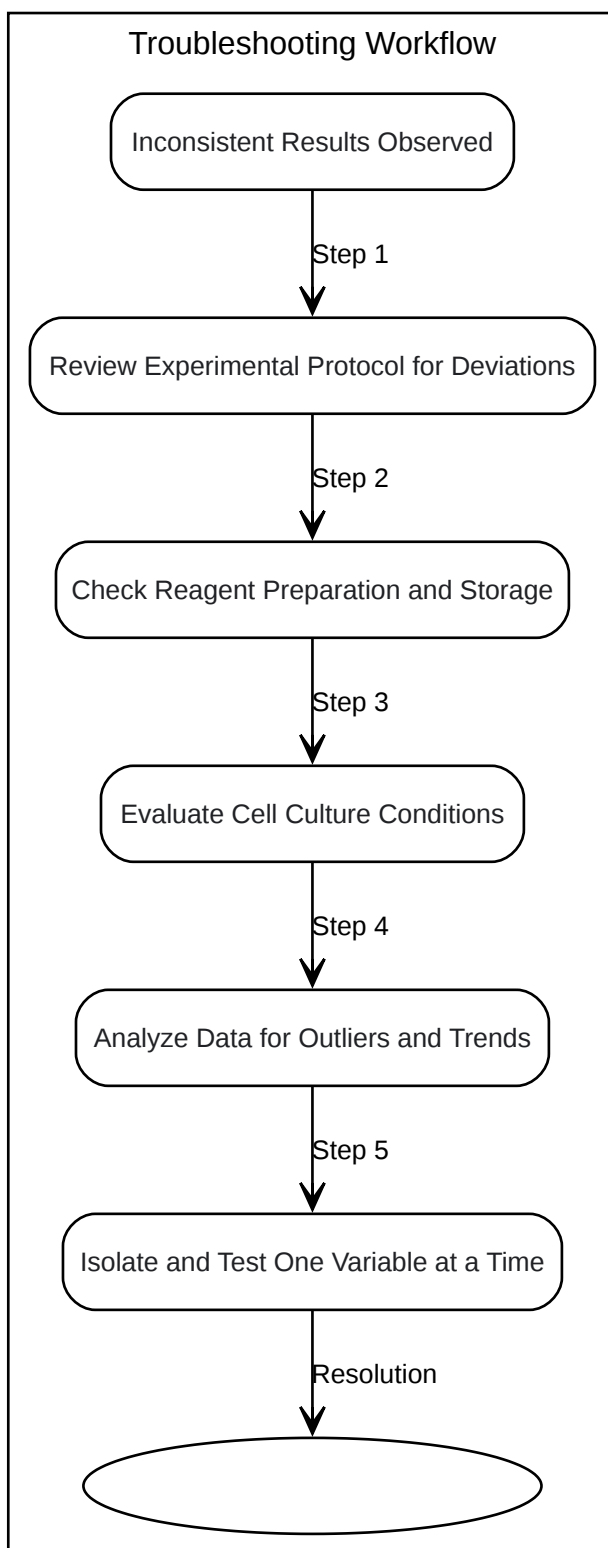 Troubleshooting Workflow
Inconsistent Results Observed
Step 1
Review Experimental Protocol for Deviations
Step 2
Check Reagent Preparation and Storage
Step 3
Evaluate Cell Culture Conditions
Step 4
Analyze Data for Outliers and Trends
Step 5
Isolate and Test One Variable at a Time
Resolution